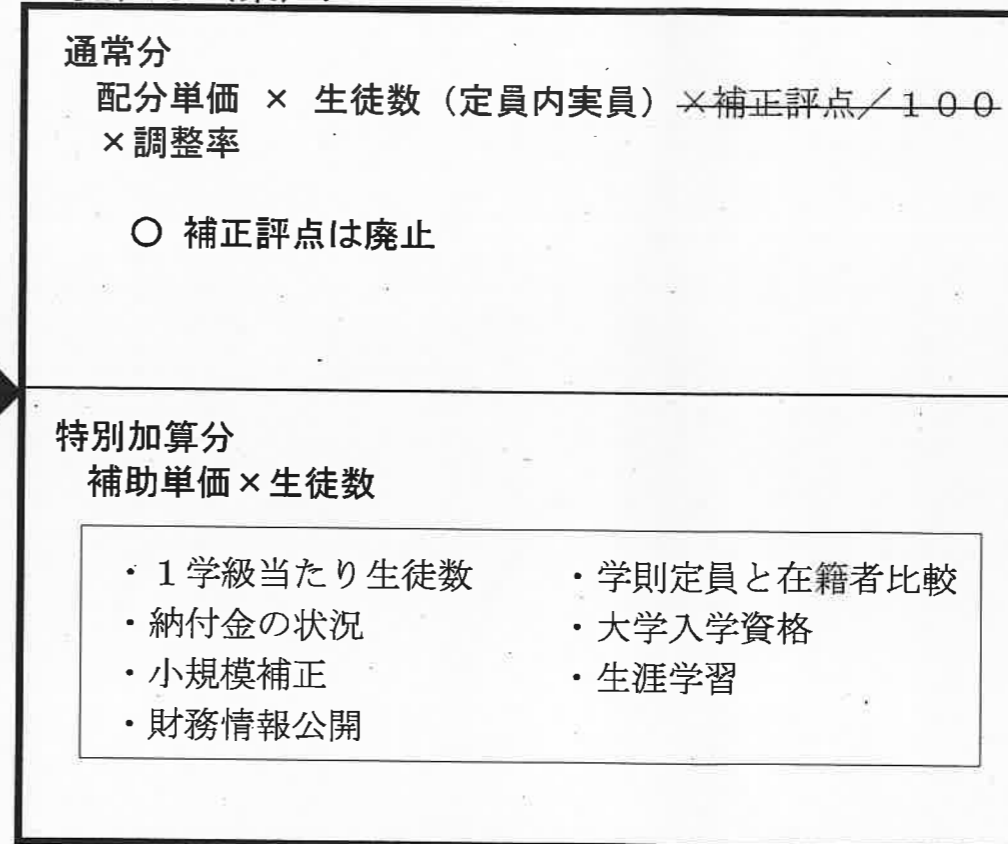 通常分
配分単価 × 生徒数（定員内実員）×補正評点／１００
×調整率
○ 補正評点は廃止
特別加算分
補助単価×生徒数
・１学級当たり生徒数
・納付金の状況
・小規模補正
・財務情報公開
・学則定員と在籍者比較
・大学入学資格
・生涯学習